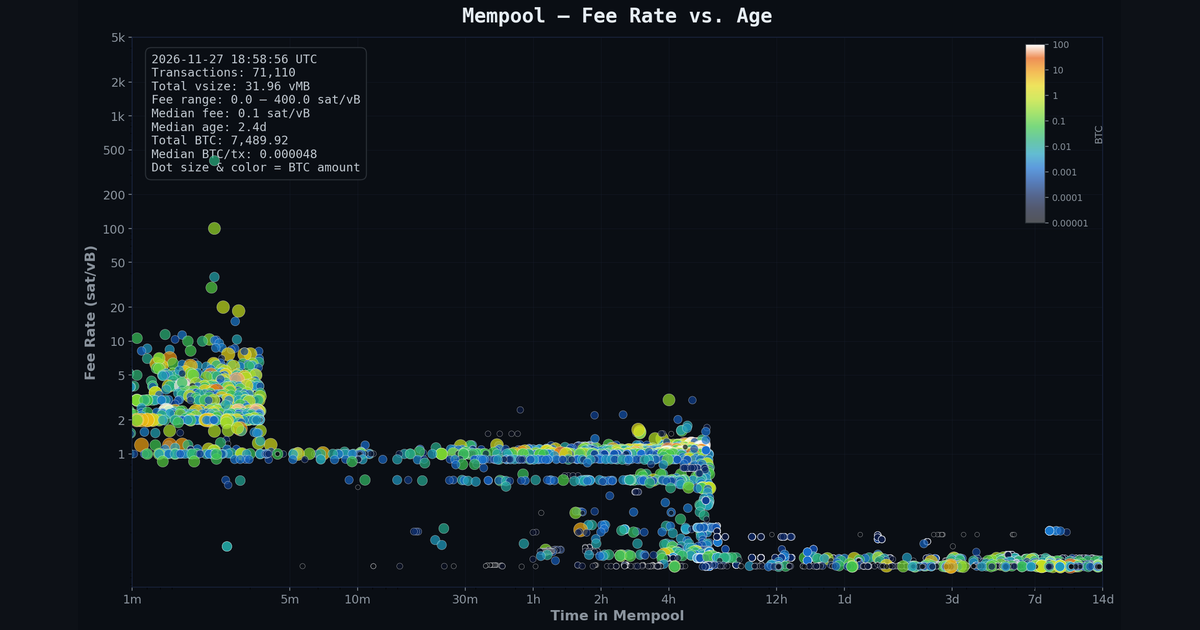 Mempool — Fee Rate vs. Age
5k
2k
1k
500
200
100
50
20
10
5
2
1
Fee Rate (sat/vB)
2026-11-27 18:58:56 UTC
Transactions: 71,110
Total vsize: 31.96 vMB
Fee range: 0.0 – 400.0 sat/vB
Median fee: 0.1 sat/vB
Median age: 2.4d
Total BTC: 7,489.92
Median BTC/tx: 0.000048
Dot size & color = BTC amount
100
10
1
0.1
0.01
0.001
0.0001
0.00001
BTC
1m 5m 10m 30m 1h 2h 4h 12h 1d 3d 7d 14d
Time in Mempool